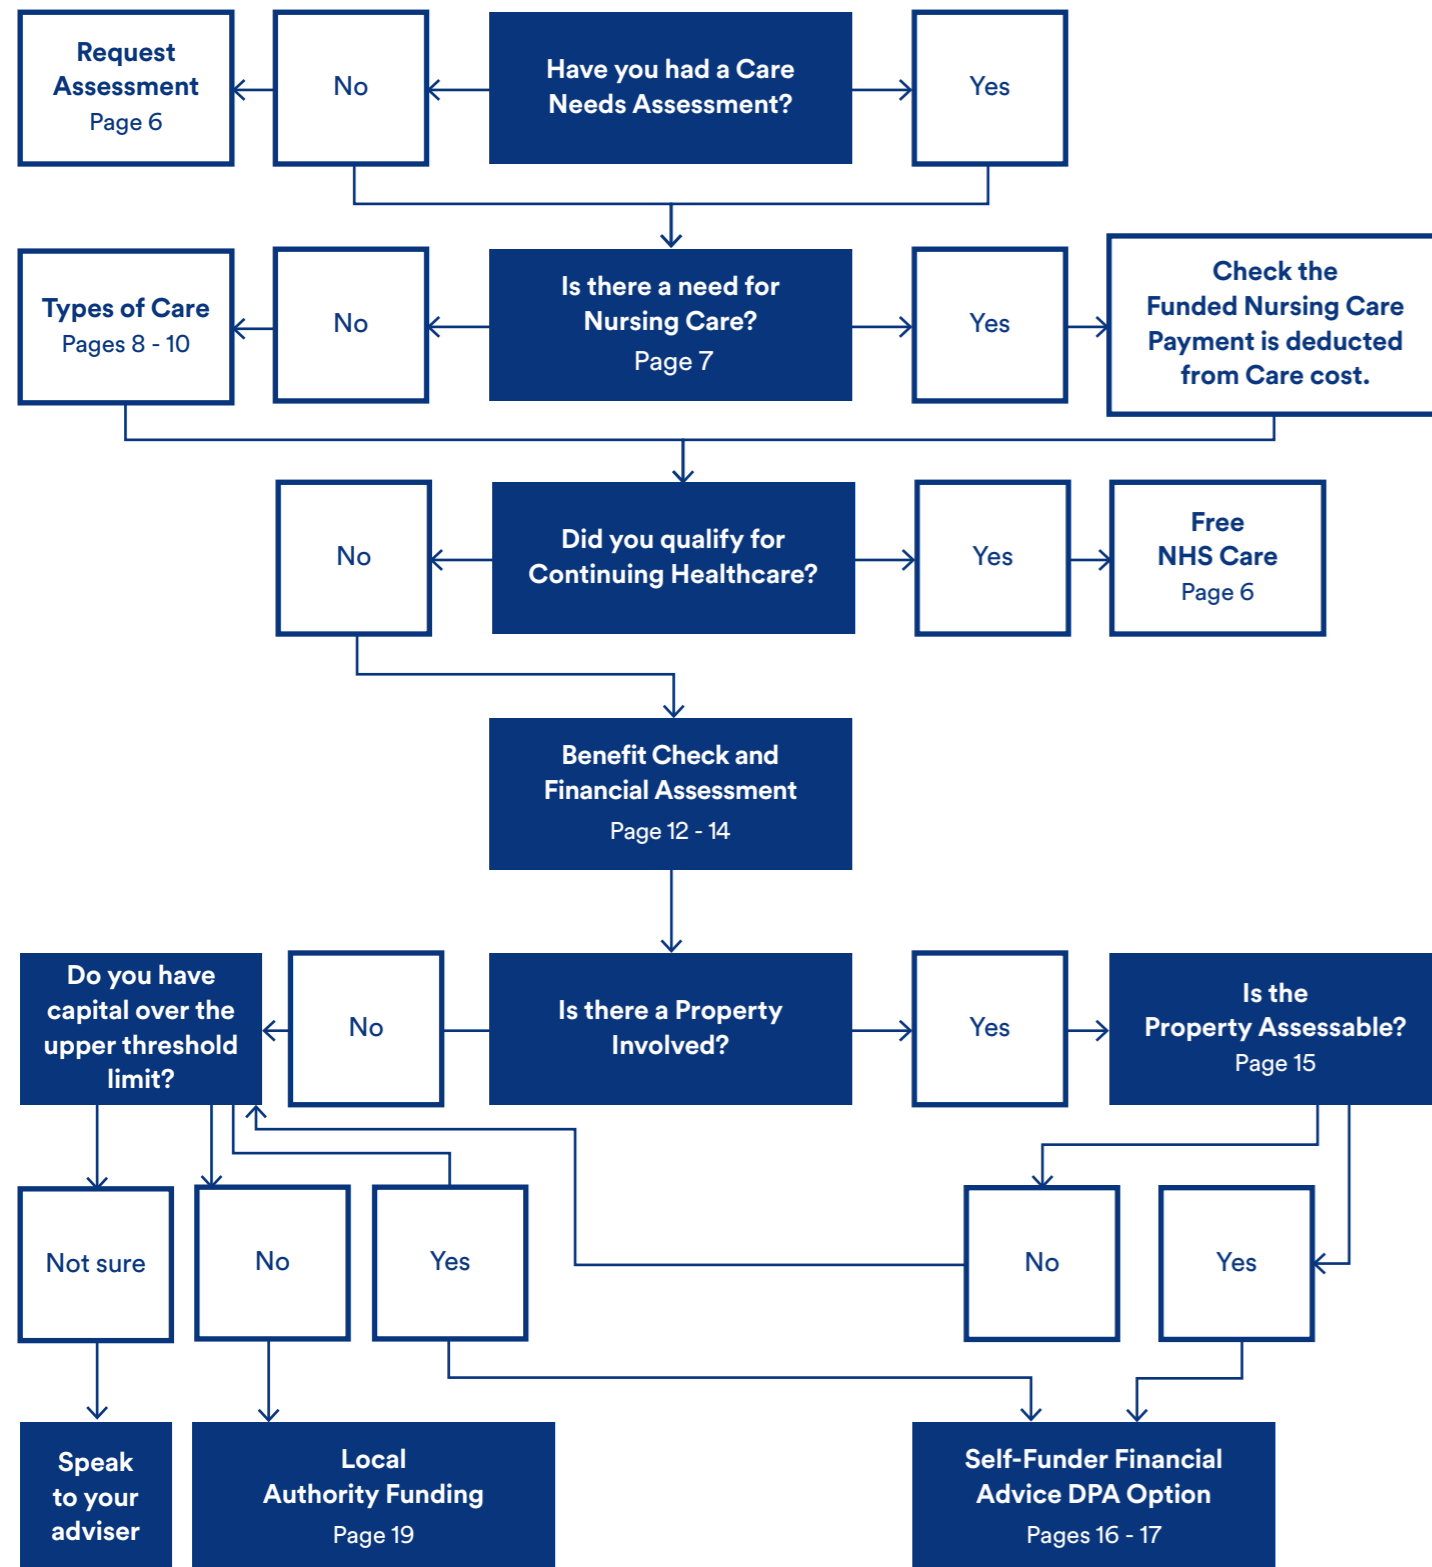 Request
Assessment
Page 6
No
Have you had a Care
Needs Assessment?
Yes
Types of Care
Pages 8 - 10
No
Is there a need for
Nursing Care?
Page 7
Yes
Check the
Funded Nursing Care
Payment is deducted
from Care cost.
No
Did you qualify for
Continuing Healthcare?
Yes
Free
NHS Care
Page 6
Benefit Check and
Financial Assessment
Page 12 - 14
Do you have
capital over the
upper threshold
limit?
No
Is there a Property
Involved?
Yes
Is the
Property Assessable?
Page 15
Not sure
No
Yes
No
Yes
Speak
to your
adviser
Local
Authority Funding
Page 19
Self-Funder Financial
Advice DPA Option
Pages 16 - 17